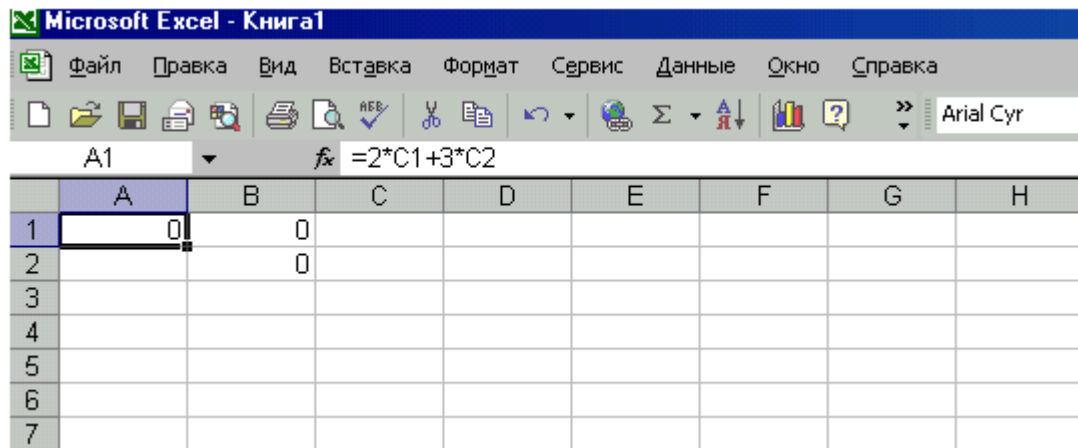 Microsoft Excel - Книга1
Файл Правка Вид Вставка Формат Сервис Данные Окно Справка
АБВ Σ А Я ? » Arial Cyr
A1 fx =2*C1+3*C2
A B C D E F G H
1 0 0
2 0
3
4
5
6
7